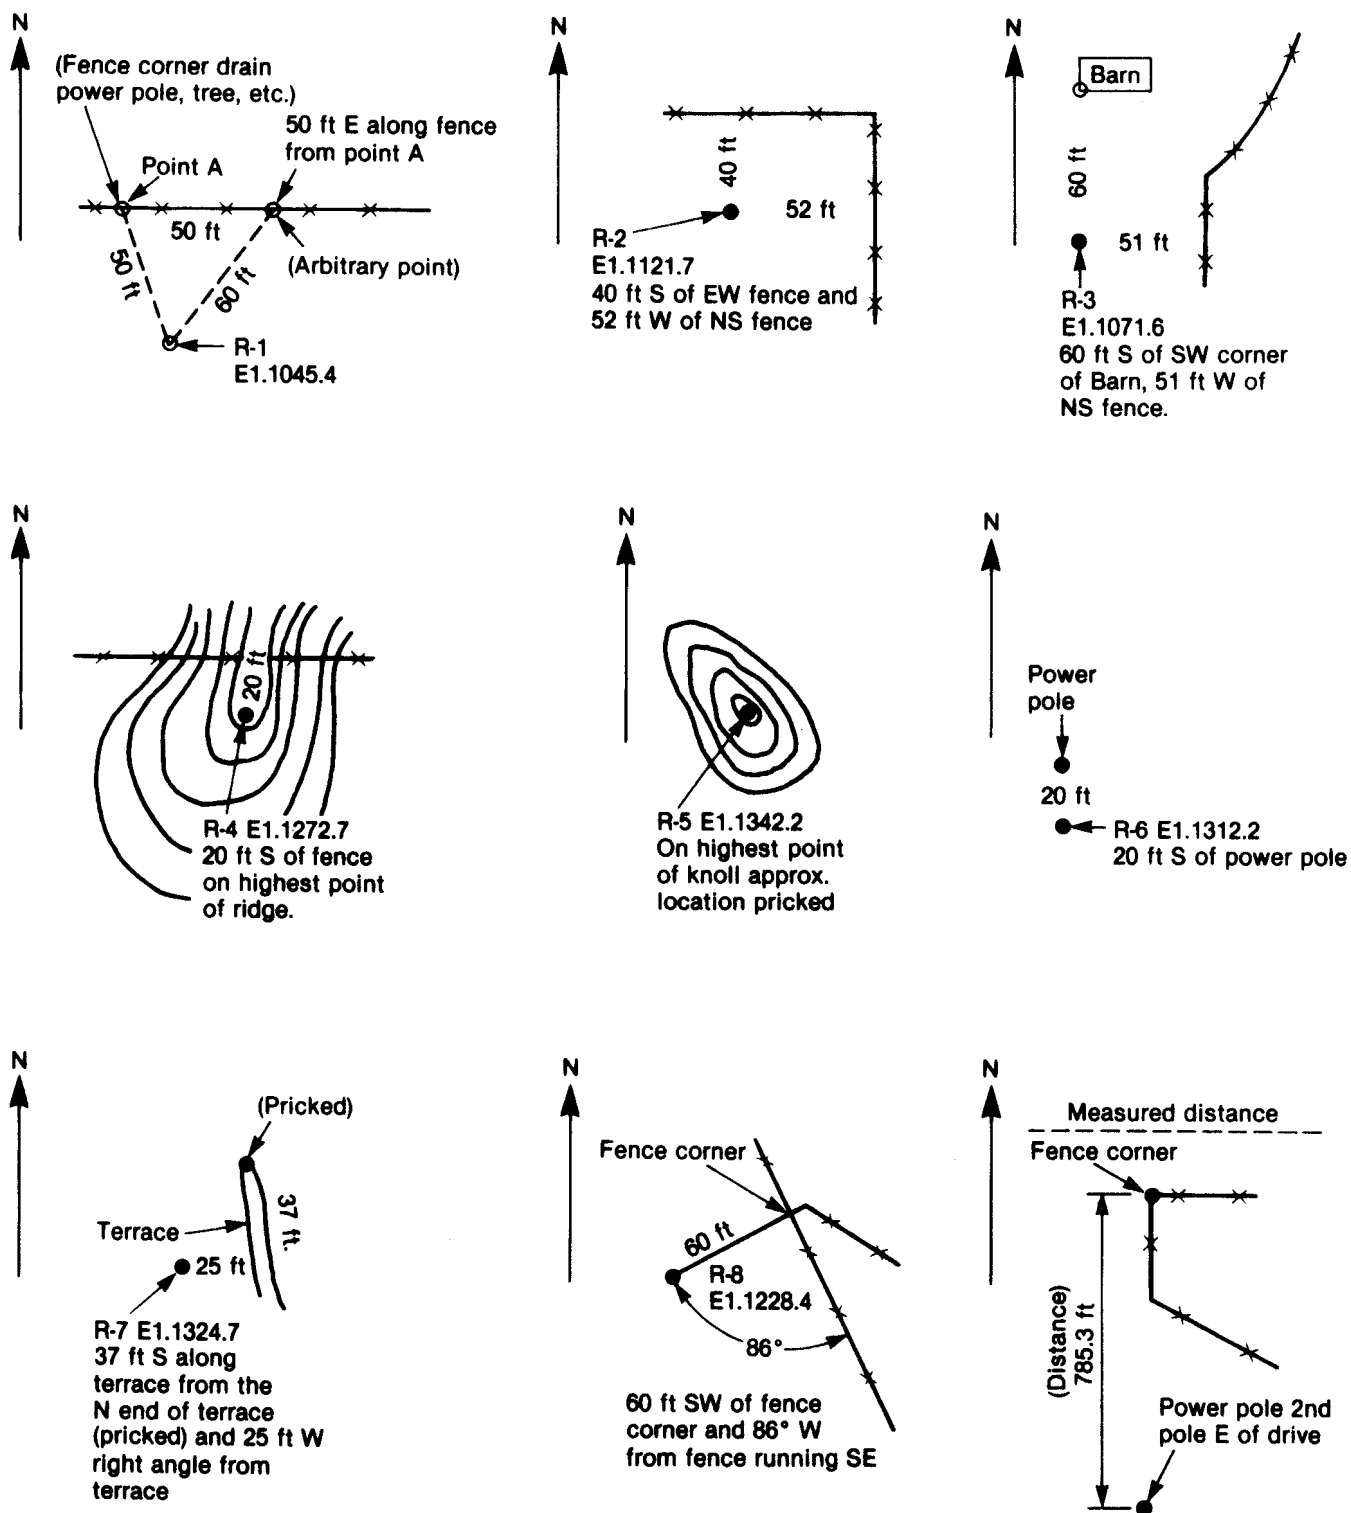 N
(Fence corner drain
power pole, tree, etc.)
50 ft E along fence
from point A
Point A
50 ft
50 ft
60 ft
(Arbitrary point)
R-1
E1.1045.4
N
40 ft
52 ft
R-2
E1.1121.7
40 ft S of EW fence and
52 ft W of NS fence
N
Barn
60 ft
51 ft
R-3
E1.1071.6
60 ft S of SW corner
of Barn, 51 ft W of
NS fence.
N
20 ft
R-4 E1.1272.7
20 ft S of fence
on highest point
of ridge.
N
R-5 E1.1342.2
On highest point
of knoll approx.
location pricked
N
Power
pole
20 ft
R-6 E1.1312.2
20 ft S of power pole
N
(Pricked)
37 ft.
Terrace
25 ft
R-7 E1.1324.7
37 ft S along
terrace from the
N end of terrace
(pricked) and 25 ft W
right angle from
terrace
N
Fence corner
60 ft
R-8
E1.1228.4
86°
60 ft SW of fence
corner and 86° W
from fence running SE
N
Measured distance
Fence corner
(Distance)
785.3 ft
Power pole 2nd
pole E of drive